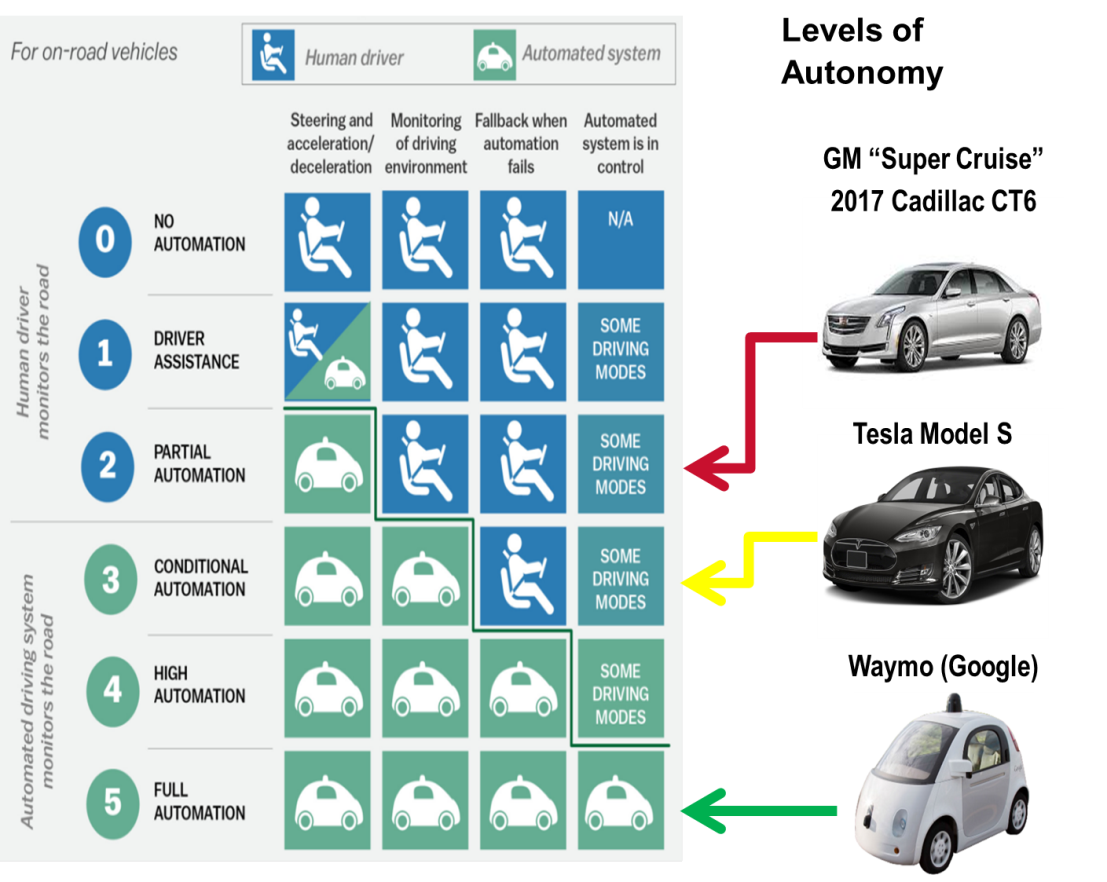 For on-road vehicles
Human driver
Automated system
Levels of
Autonomy
Steering and
acceleration/
deceleration
Monitoring
of driving
environment
Fallback when
automation
fails
Automated
system is in
control
Human driver
monitors the road
0
NO
AUTOMATION
N/A
1
DRIVER
ASSISTANCE
SOME
DRIVING
MODES
2
PARTIAL
AUTOMATION
SOME
DRIVING
MODES
Automated driving system
monitors the road
3
CONDITIONAL
AUTOMATION
SOME
DRIVING
MODES
4
HIGH
AUTOMATION
SOME
DRIVING
MODES
5
FULL
AUTOMATION
GM “Super Cruise”
2017 Cadillac CT6
Tesla Model S
Waymo (Google)